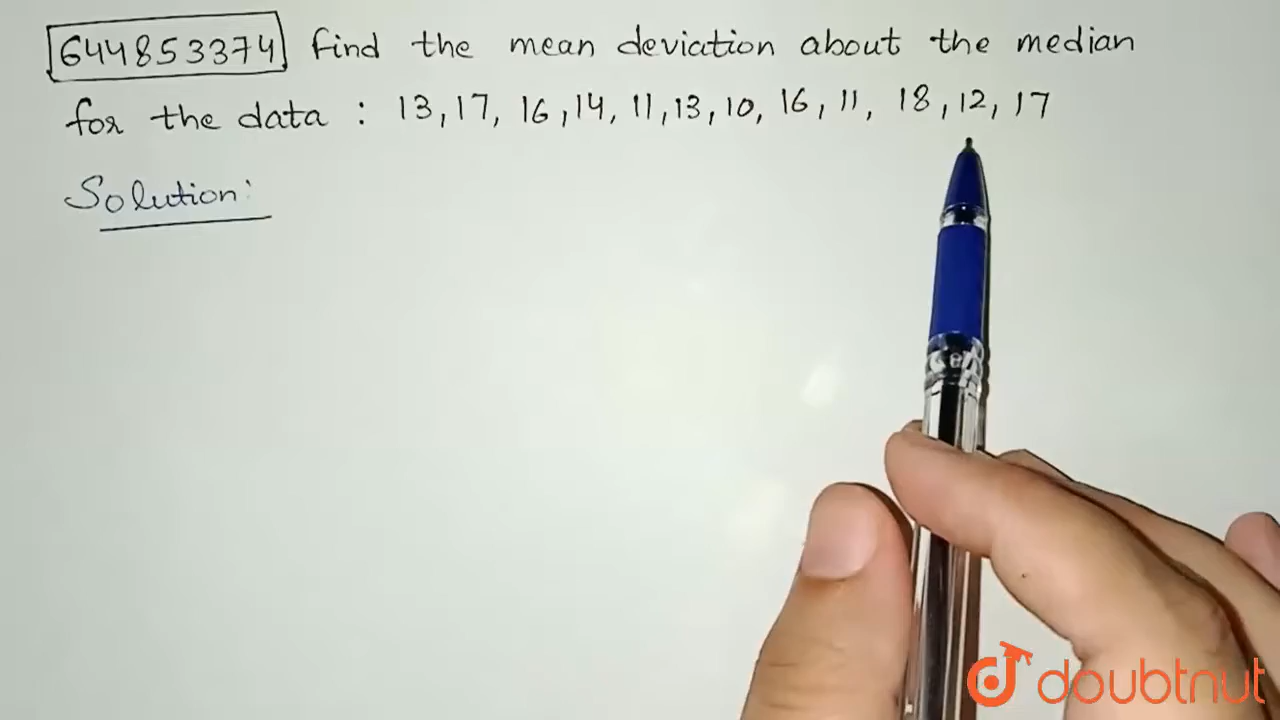 644853374 Find the mean deviation about the median
for the data : 13, 17, 16, 14, 11, 13, 10, 16, 11, 18, 12, 17
Solution:
doubtnut